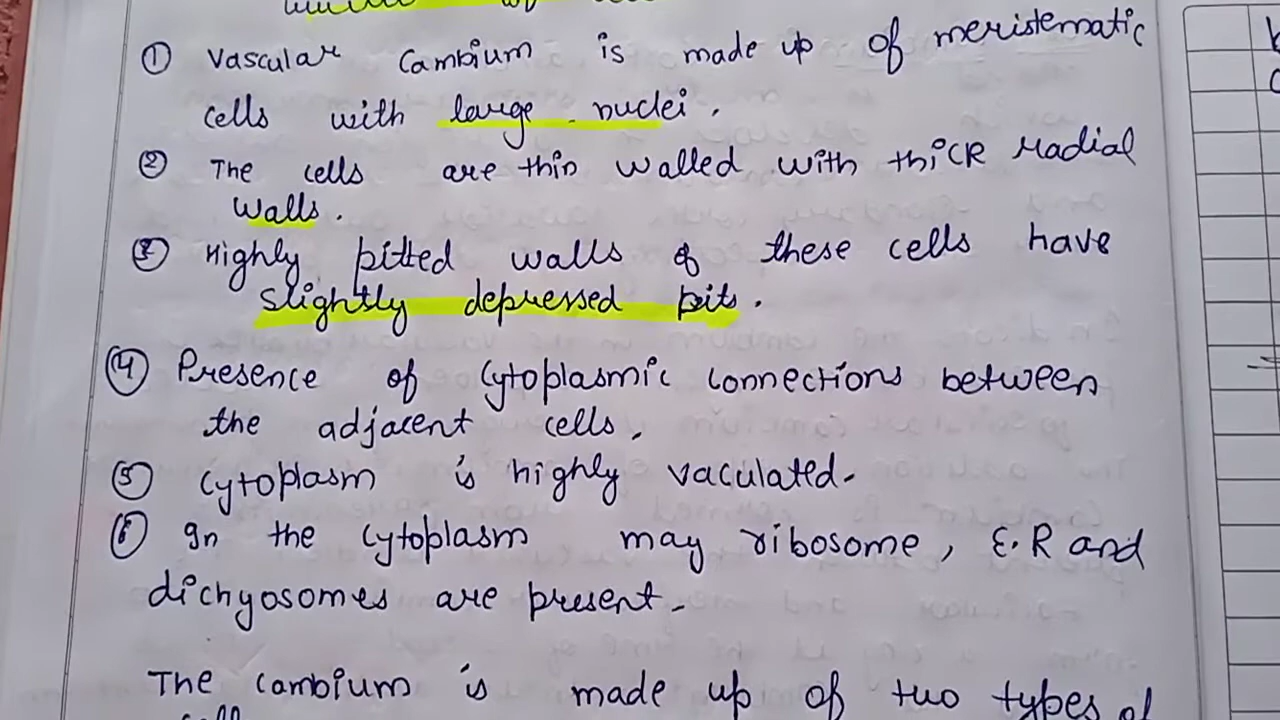 ① Vascular Cambium is made up of meristematic
cells with large nuclei.
② The cells are thin walled with thick radial
walls.
③ Highly pitted walls of these cells have
slightly depressed pits.
④ Presence of Cytoplasmic connections between
the adjacent cells.
⑤ Cytoplasm is highly vaculated.
⑥ In the Cytoplasm may ribosome, E.R and
dichyosomes are present.
The Cambium is made up of two types of